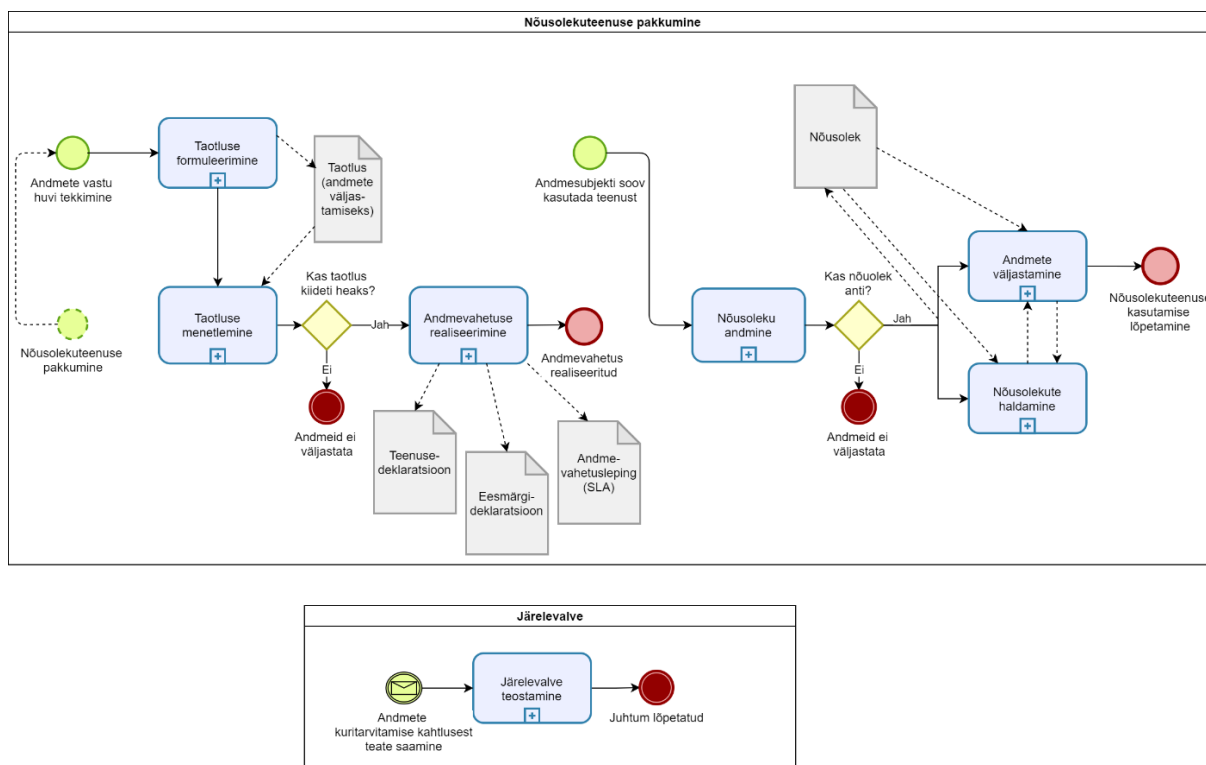 Nõusolekuteenuse pakkumine
Andmete vastu
huvi tekkimine
Taotluse
formuleerimine
Taotlus
(andmete
väljas-
tamiseks)
Nõusolekuteenuse
pakkumine
Taotluse
menetlemine
Kas taotlus
kiideti heaks?
Jah
Ei
Andmeid ei
väljastata
Andmevahetuse
realiseerimine
Andmevahetus
realiseeritud
Teenuse-
deklaratsioon
Eesmärgi-
deklaratsioon
Andme-
vahetusleping
(SLA)
Andmesubjekti soov
kasutada teenust
Nõusolek
Nõusoleku
andmine
Kas nõuolek
anti?
Jah
Ei
Andmeid ei
väljastata
Andmete
väljastamine
Nõusolekute
haldamine
Nõusolekuteenuse
kasutamise
lõpetamine
Järelevalve
Andmete
kuritarvitamise kahtlusest
teate saamine
Järelevalve
teostamine
Juhtum lõpetatud